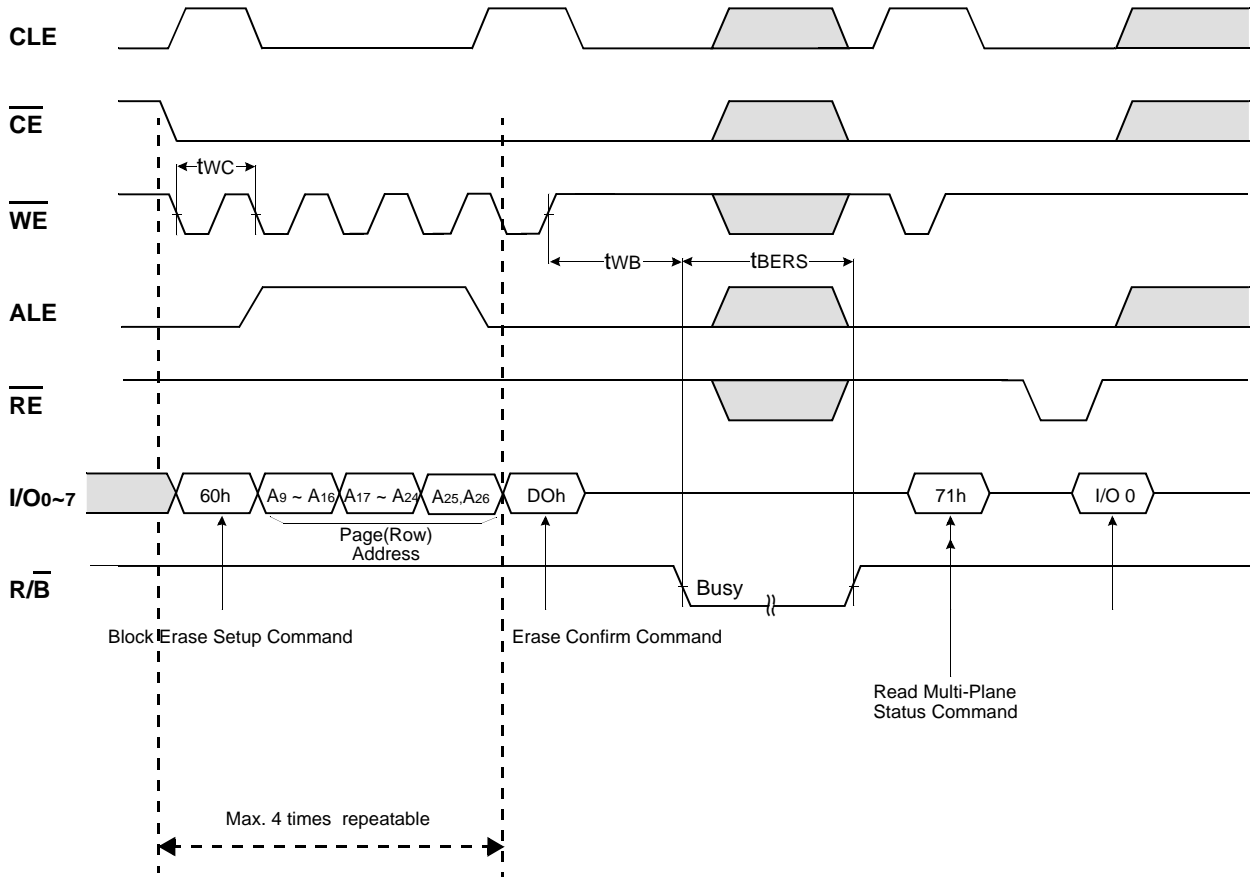 CLE
CE
tWC
WE
tWB
tBERS
ALE
RE
I/O0~7
60h
A9 ~ A16
A17 ~ A24
A25,A26
DOh
71h
I/O 0
Page(Row)
Address
R/B
Busy
Block Erase Setup Command
Erase Confirm Command
Read Multi-Plane
Status Command
Max. 4 times repeatable